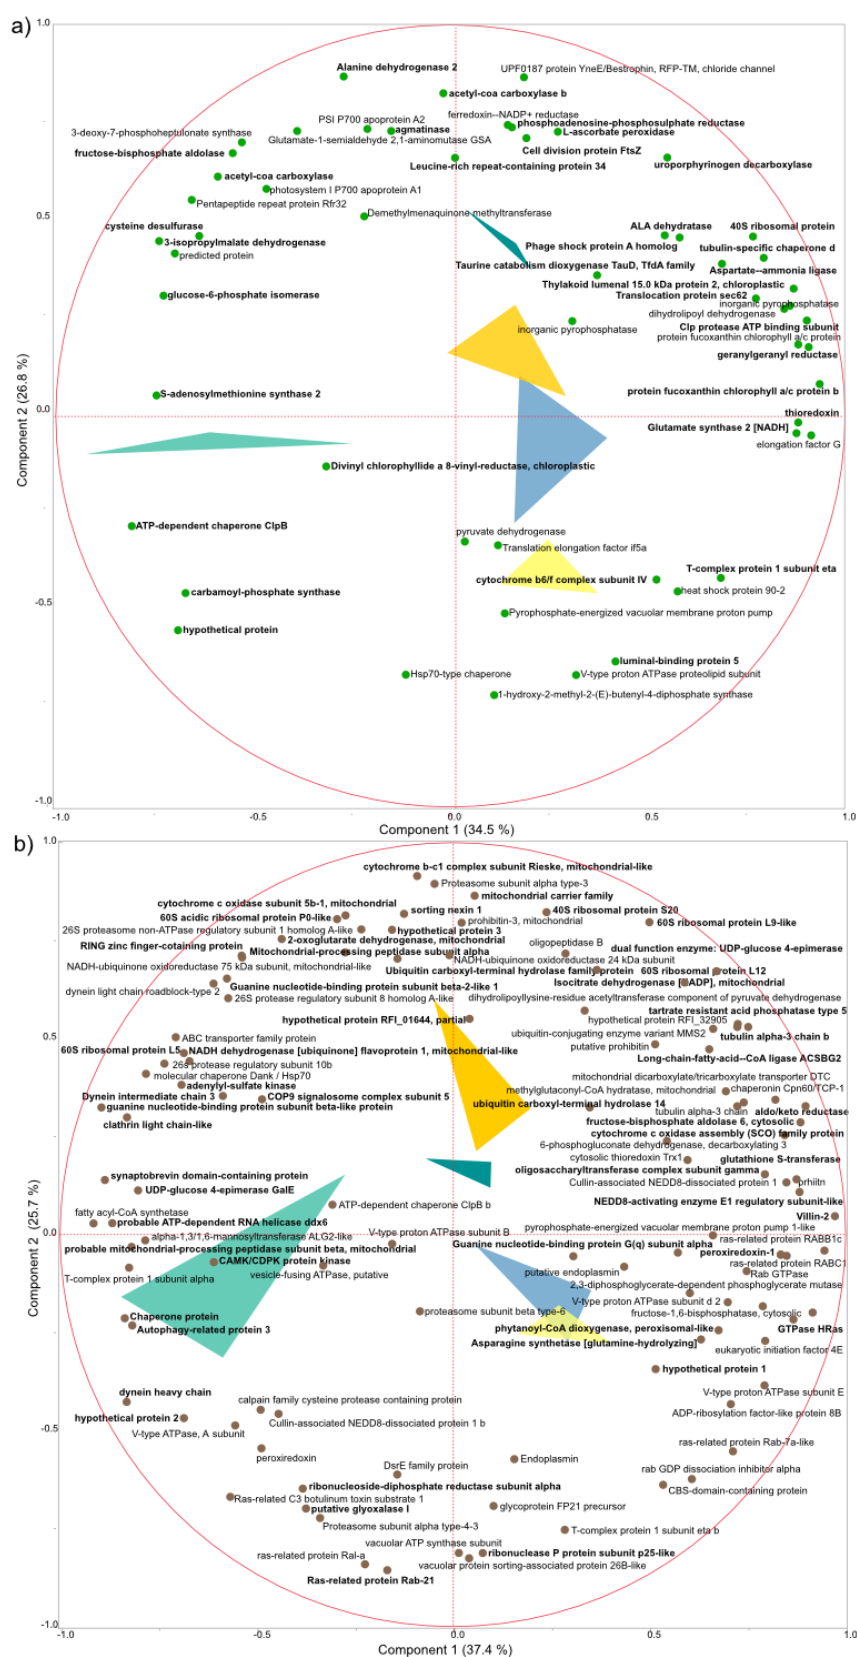 a)
1.0
Alanine dehydrogenase 2
UPF0187 protein YneE/Bestrophin, RFP-TM, chloride channel
acetyl-coa carboxylase b
ferredoxin--NADP+ reductase
PSI P700 apoprotein A2
phosphoadenosine-phosphosulphate reductase
3-deoxy-7-phosphoheptulonate synthase
agmatinase
L-ascorbate peroxidase
Glutamate-1-semialdehyde 2,1-aminomutase GSA
fructose-bisphosphate aldolase
Cell division protein FtsZ
Leucine-rich repeat-containing protein 34
uroporphyrinogen decarboxylase
acetyl-coa carboxylase
photosystem I P700 apoprotein A1
Pentapeptide repeat protein Rfr32
0.5
Demethylmenaquinone methyltransferase
cysteine desulfurase
ALA dehydratase
40S ribosomal protein
3-isopropylmalate dehydrogenase
Phage shock protein A homolog
tubulin-specific chaperone d
predicted protein
Taurine catabolism dioxygenase TauD, TfdA family
Aspartate--ammonia ligase
Thylakoid lumenal 15.0 kDa protein 2, chloroplastic
glucose-6-phosphate isomerase
Translocation protein sec62
inorganic pyrophosphatase
dihydrolipoyl dehydrogenase
inorganic pyrophosphatase
Clp protease ATP binding subunit
protein fucoxanthin chlorophyll a/c protein
geranylgeranyl reductase
S-adenosylmethionine synthase 2
protein fucoxanthin chlorophyll a/c protein b
0.0
thioredoxin
Glutamate synthase 2 [NADH]
elongation factor G
Component 2 (26.8 %)
Divinyl chlorophyllide a 8-vinyl-reductase, chloroplastic
ATP-dependent chaperone ClpB
pyruvate dehydrogenase
Translation elongation factor if5a
T-complex protein 1 subunit eta
cytochrome b6/f complex subunit IV
carbamoyl-phosphate synthase
heat shock protein 90-2
-0.5
Pyrophosphate-energized vacuolar membrane proton pump
hypothetical protein
luminal-binding protein 5
Hsp70-type chaperone
V-type proton ATPase proteolipid subunit
1-hydroxy-2-methyl-2-(E)-butenyl-4-diphosphate synthase
-1.0
-1.0
-0.5
0.0
0.5
1.0
Component 1 (34.5 %)
b)
1.0
cytochrome b-c1 complex subunit Rieske, mitochondrial-like
Proteasome subunit alpha type-3
mitochondrial carrier family
cytochrome c oxidase subunit 5b-1, mitochondrial
sorting nexin 1
40S ribosomal protein S20
60S acidic ribosomal protein P0-like
prohibitin-3, mitochondrial
60S ribosomal protein L9-like
26S proteasome non-ATPase regulatory subunit 1 homolog A-like
hypothetical protein 3
RING zinc finger-cotaining protein
2-oxoglutarate dehydrogenase, mitochondrial
oligopeptidase B
dual function enzyme: UDP-glucose 4-epimerase
Mitochondrial-processing peptidase subunit alpha
NADH-ubiquinone oxidoreductase 24 kDa subunit
NADH-ubiquinone oxidoreductase 75 kDa subunit, mitochondrial-like
Ubiquitin carboxyl-terminal hydrolase family protein
60S ribosomal protein L12
Isocitrate dehydrogenase [NADP], mitochondrial
dynein light chain roadblock-type 2
Guanine nucleotide-binding protein subunit beta-2-like 1
26S protease regulatory subunit 8 homolog A-like
dihydrolipoyllysine-residue acetyltransferase component of pyruvate dehydrogenase
tartrate resistant acid phosphatase type 5
hypothetical protein RFI_01644, partial
hypothetical protein RFI_32905
0.5
ABC transporter family protein
ubiquitin-conjugating enzyme variant MMS2
tubulin alpha-3 chain b
60S ribosomal protein L5
NADH dehydrogenase [ubiquinone] flavoprotein 1, mitochondrial-like
putative prohibitin
Long-chain-fatty-acid--CoA ligase ACSBG2
26s protease regulatory subunit 10b
molecular chaperone Dank / Hsp70
mitochondrial dicarboxylate/tricarboxylate transporter DTC
adenylyl-sulfate kinase
methylglutaconyl-CoA hydratase, mitochondrial
chaperonin Cpn60/TCP-1
Dynein intermediate chain 3
COP9 signalosome complex subunit 5
ubiquitin carboxyl-terminal hydrolase 14
guanine nucleotide-binding protein subunit beta-like protein
tubulin alpha-3 chain
aldo/keto reductase
clathrin light chain-like
fructose-bisphosphate aldolase 6, cytosolic
cytochrome c oxidase assembly (SCO) family protein
6-phosphogluconate dehydrogenase, decarboxylating 3
cytosolic thioredoxin Trx1
glutathione S-transferase
synaptobrevin domain-containing protein
oligosaccharyltransferase complex subunit gamma
Cullin-associated NEDD8-dissociated protein 1
prhiitn
UDP-glucose 4-epimerase GalE
NEDD8-activating enzyme E1 regulatory subunit-like
ATP-dependent chaperone ClpB b
fatty acyl-CoA synthetase
Villin-2
probable ATP-dependent RNA helicase ddx6
pyrophosphate-energized vacuolar membrane proton pump 1-like
V-type proton ATPase subunit B
0.0
alpha-1,3/1,6-mannosyltransferase ALG2-like
Guanine nucleotide-binding protein G(q) subunit alpha
ras-related protein RABB1c
probable mitochondrial-processing peptidase subunit beta, mitochondrial
peroxiredoxin-1
CAMK/CDPK protein kinase
ras-related protein RABC1
T-complex protein 1 subunit alpha
vesicle-fusing ATPase, putative
putative endoplasmin
Rab GTPase
2,3-diphosphoglycerate-dependent phosphoglycerate mutase
Component 2 (25.7 %)
V-type proton ATPase subunit d 2
proteasome subunit beta type-6
fructose-1,6-bisphosphatase, cytosolic
Chaperone protein
Autophagy-related protein 3
phytanoyl-CoA dioxygenase, peroxisomal-like
GTPase HRas
Asparagine synthetase [glutamine-hydrolyzing]
eukaryotic initiation factor 4E
hypothetical protein 1
dynein heavy chain
calpain family cysteine protease containing protein
V-type proton ATPase subunit E
hypothetical protein 2
Cullin-associated NEDD8-dissociated protein 1 b
ADP-ribosylation factor-like protein 8B
V-type ATPase, A subunit
-0.5
peroxiredoxin
ras-related protein Rab-7a-like
DsrE family protein
Endoplasmin
rab GDP dissociation inhibitor alpha
ribonucleoside-diphosphate reductase subunit alpha
CBS-domain-containing protein
Ras-related C3 botulinum toxin substrate 1
putative glyoxalase I
glycoprotein FP21 precursor
Proteasome subunit alpha type-4-3
T-complex protein 1 subunit eta b
vacuolar ATP synthase subunit
ras-related protein Ral-a
ribonuclease P protein subunit p25-like
vacuolar protein sorting-associated protein 26B-like
Ras-related protein Rab-21
-1.0
-1.0
-0.5
0.0
0.5
1.0
Component 1 (37.4 %)